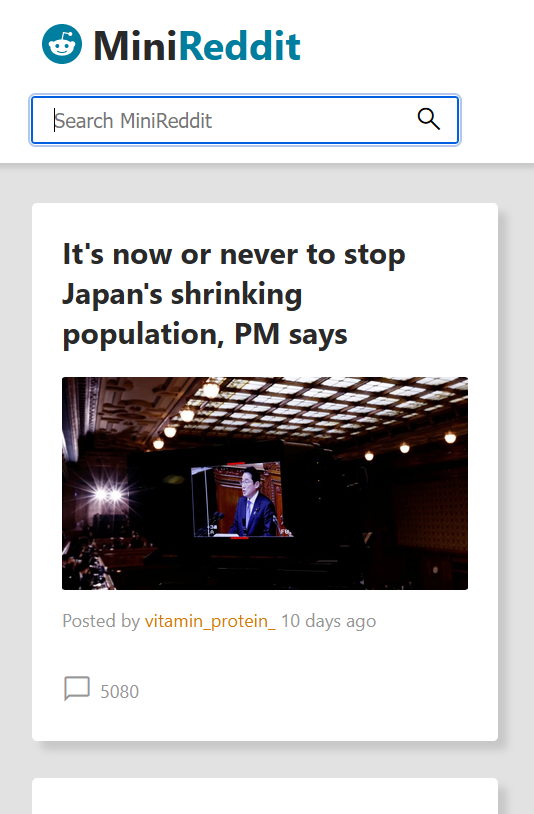 MiniReddit
Search MiniReddit
It's now or never to stop
Japan's shrinking
population, PM says
Posted by vitamin_protein_ 10 days ago
5080